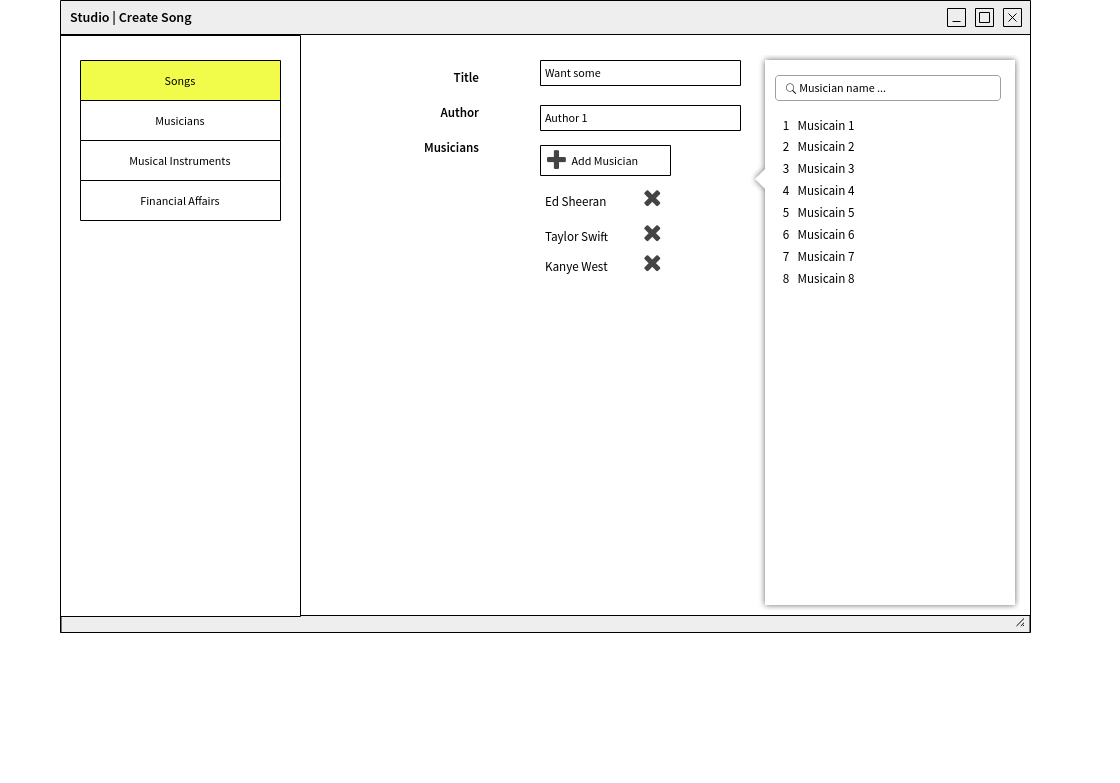 Studio | Create Song
Songs
Musicians
Musical Instruments
Financial Affairs
Title
Want some
Author
Author 1
Musicians
Add Musician
Ed Sheeran
Taylor Swift
Kanye West
Musician name ...
1 Musicain 1
2 Musicain 2
3 Musicain 3
4 Musicain 4
5 Musicain 5
6 Musicain 6
7 Musicain 7
8 Musicain 8